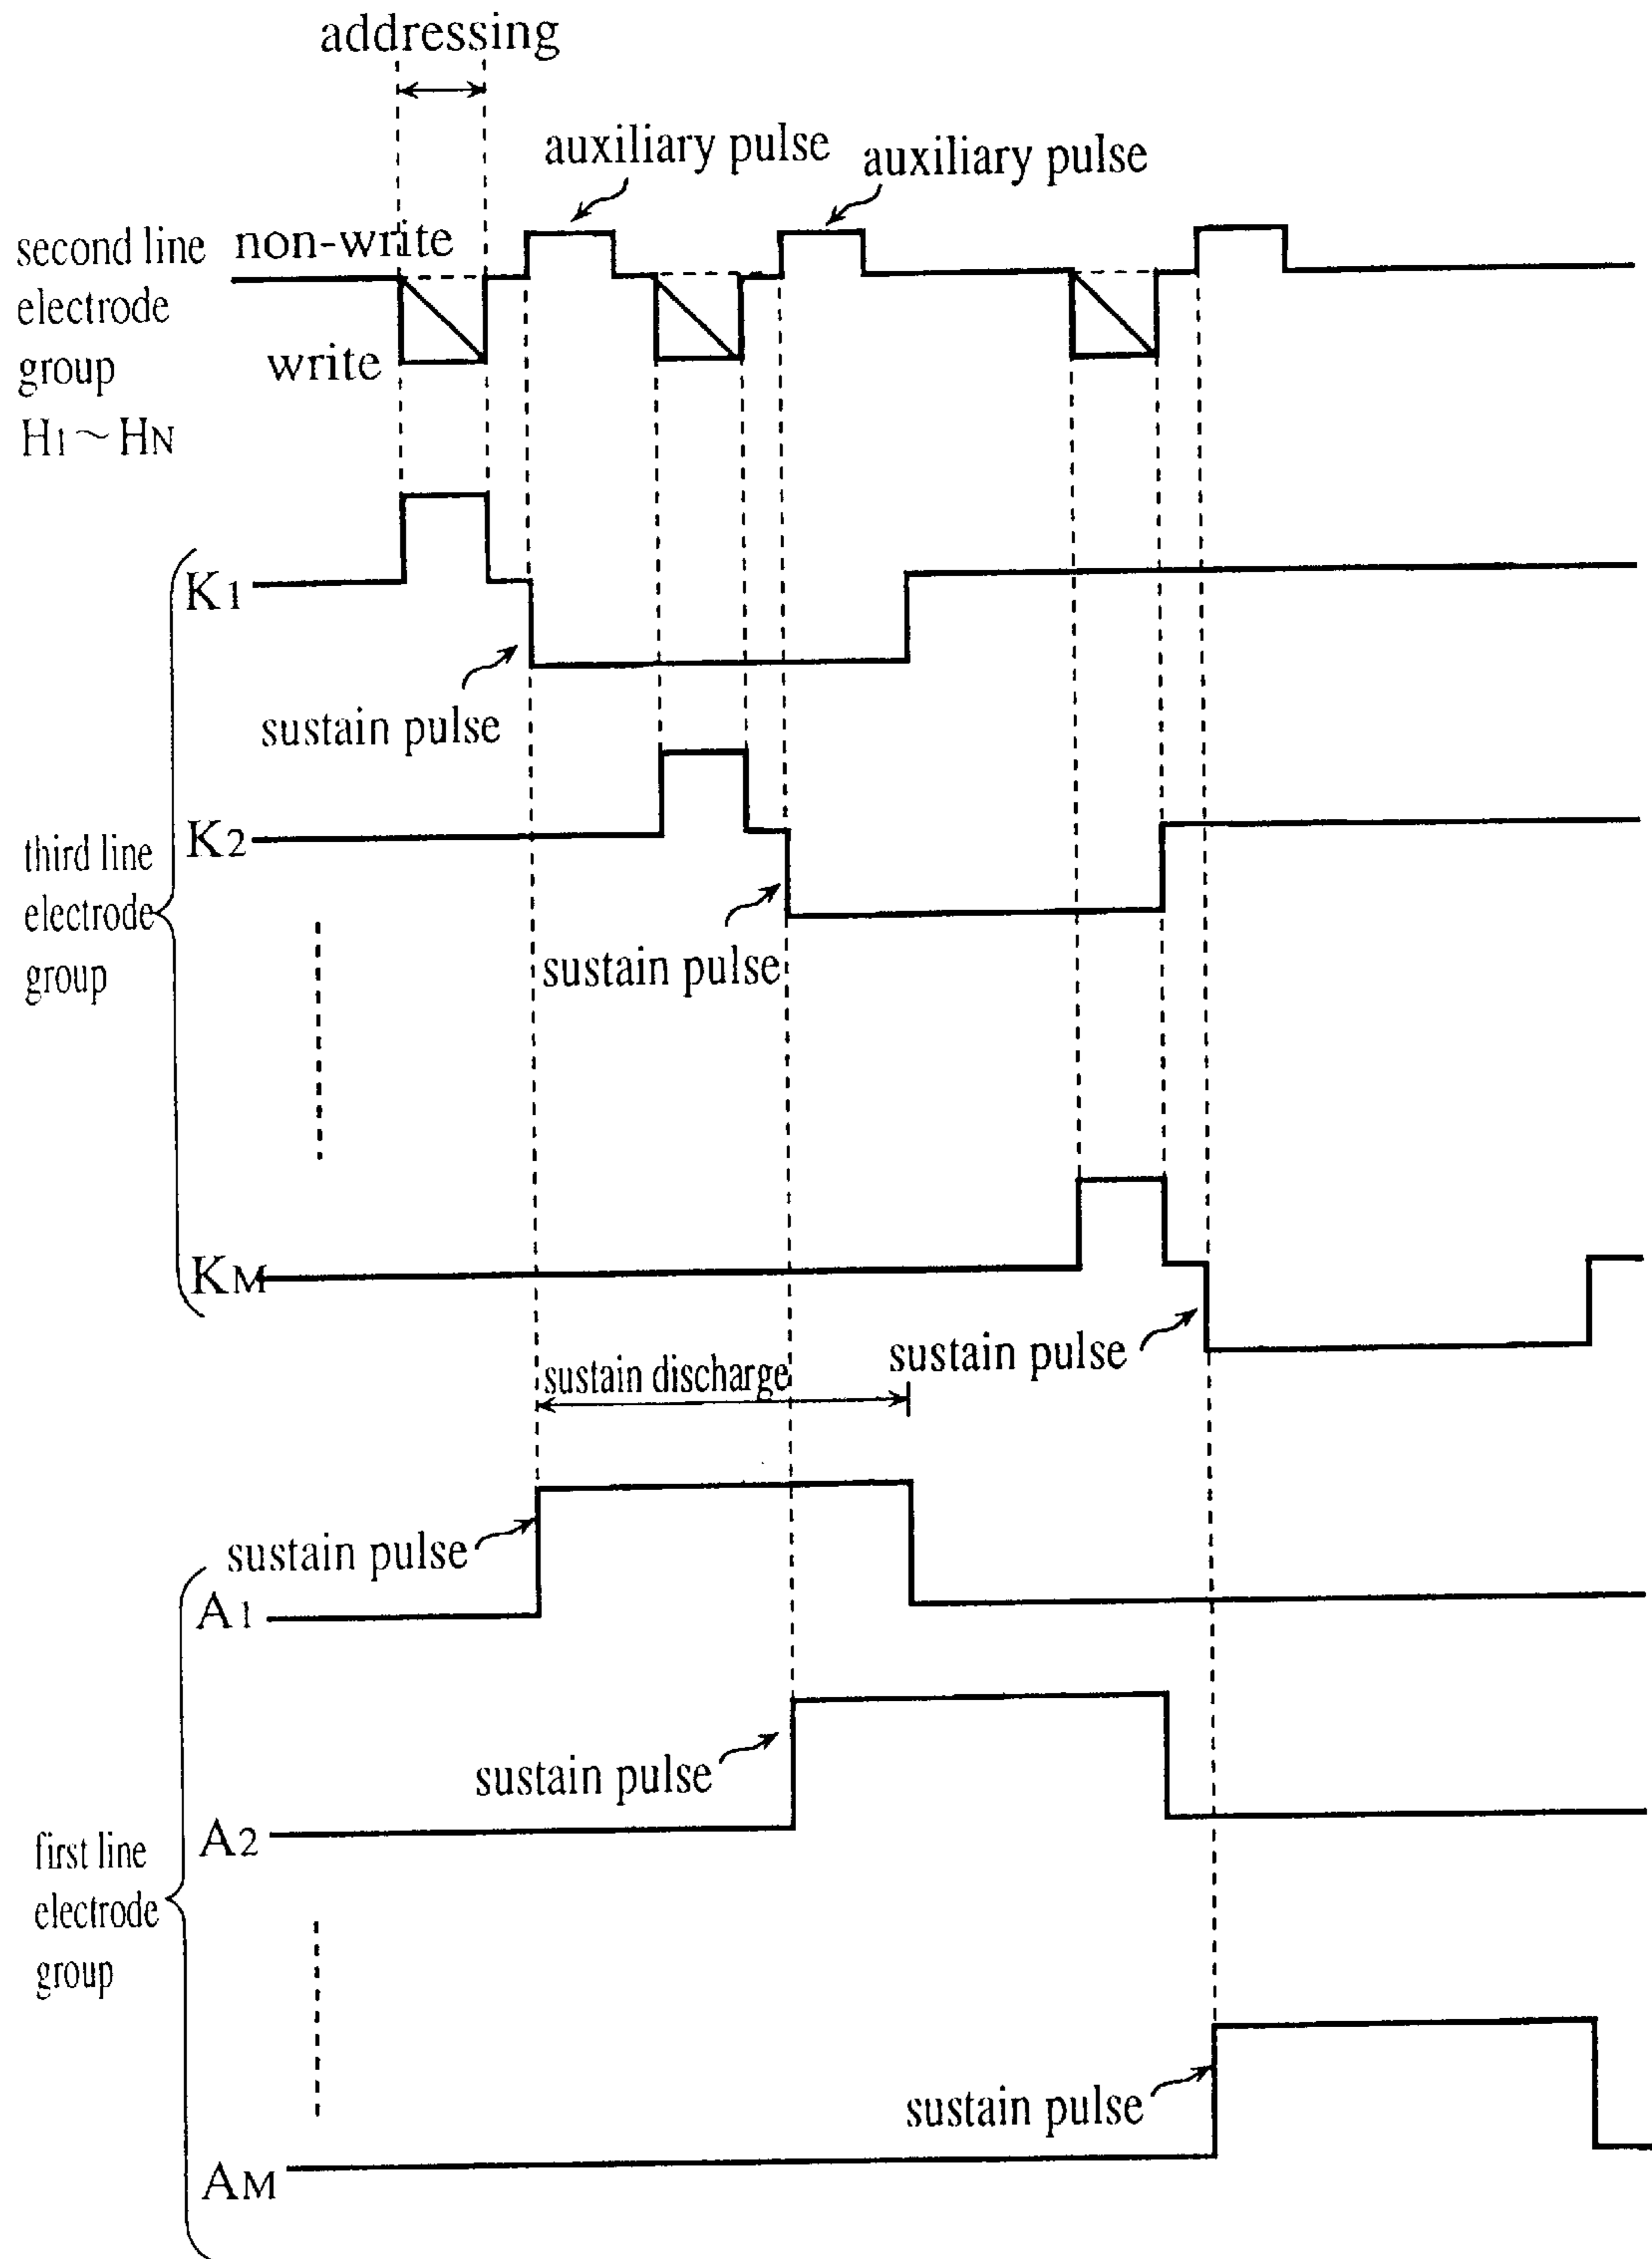 addressing
auxiliary pulse
auxiliary pulse
second line
electrode
group
H1~HN
non-write
write
K1
sustain pulse
K2
sustain pulse
third line
electrode
group
KM
sustain pulse
sustain discharge
sustain pulse
A1
sustain pulse
A2
first line
electrode
group
sustain pulse
AM